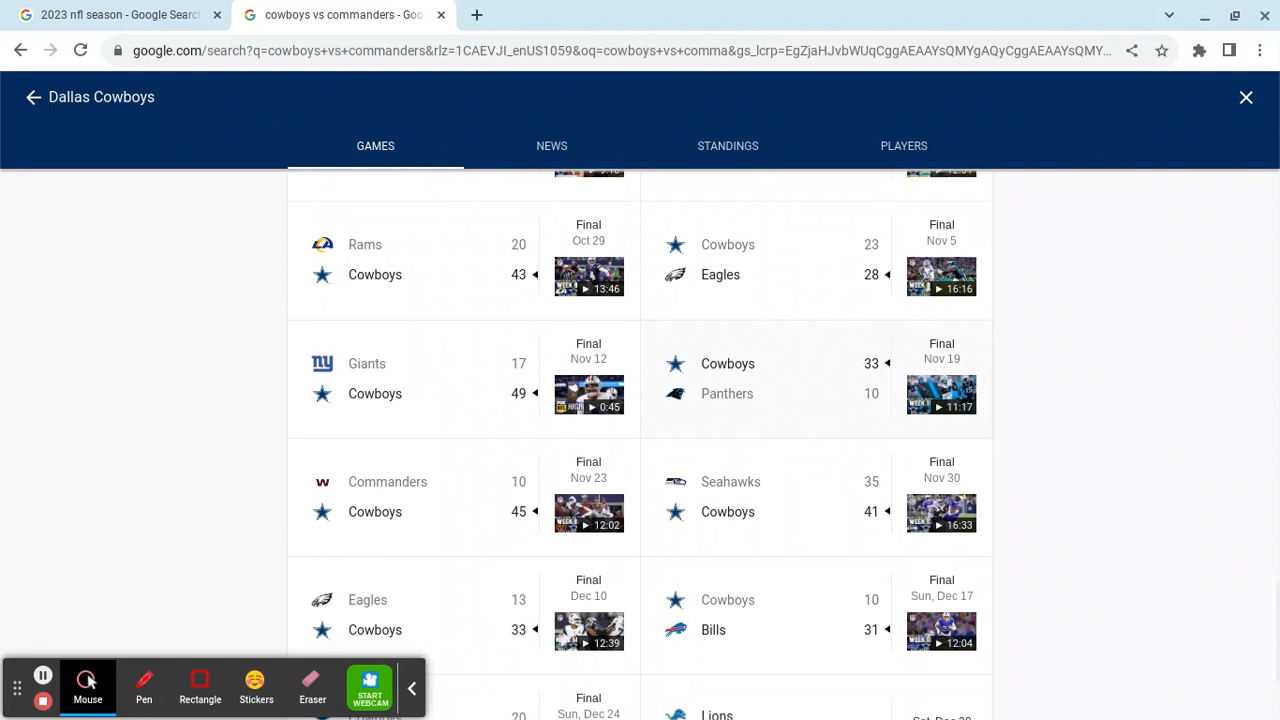 2023 nfl season - Google Search
cowboys vs commanders - Goo
google.com/search?q=cowboys+vs+commanders&rlz=1CAEVJI_enUS1059&oq=cowboys+vs+comma&gs_lcrp=EgZjaHJvbWUqCggAEAAYsQMYgAQyCggAEAAYsQMY...
Dallas Cowboys
GAMES
NEWS
STANDINGS
PLAYERS
Rams 20
Cowboys 43
Final
Oct 29
13:46
Cowboys 23
Eagles 28
Final
Nov 5
16:16
Giants 17
Cowboys 49
Final
Nov 12
0:45
Cowboys 33
Panthers 10
Final
Nov 19
11:17
Commanders 10
Cowboys 45
Final
Nov 23
12:02
Seahawks 35
Cowboys 41
Final
Nov 30
16:33
Eagles 13
Cowboys 33
Final
Dec 10
12:39
Cowboys 10
Bills 31
Final
Sun, Dec 17
12:04
Cowboys 20
Final
Sun, Dec 24
Lions
Mouse
Pen
Rectangle
Stickers
Eraser
START
WEBCAM